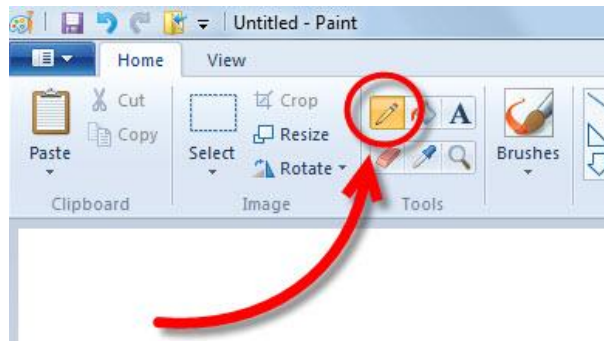 Untitled - Paint
Home View
Cut
Copy
Paste
Clipboard
Select
Crop
Resize
Rotate
Image
A
Tools
Brushes